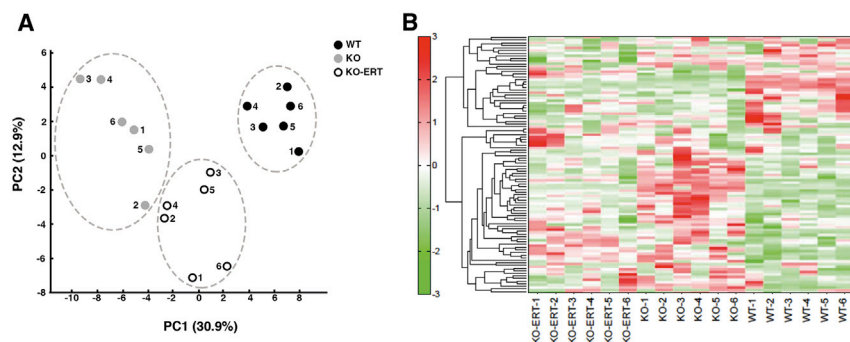 A
PC2 (12.9%)
6
4
2
0
-2
-4
-6
-8
-10
-8
-6
-4
-2
0
2
4
6
8
PC1 (30.9%)
3
4
6
1
5
2
2
4
6
3
5
1
3
5
4
2
6
1
WT
KO
KO-ERT
B
3
2
1
0
-1
-2
-3
KO-ERT-1
KO-ERT-2
KO-ERT-3
KO-ERT-4
KO-ERT-5
KO-ERT-6
KO-1
KO-2
KO-3
KO-4
KO-5
KO-6
WT-1
WT-2
WT-3
WT-4
WT-5
WT-6